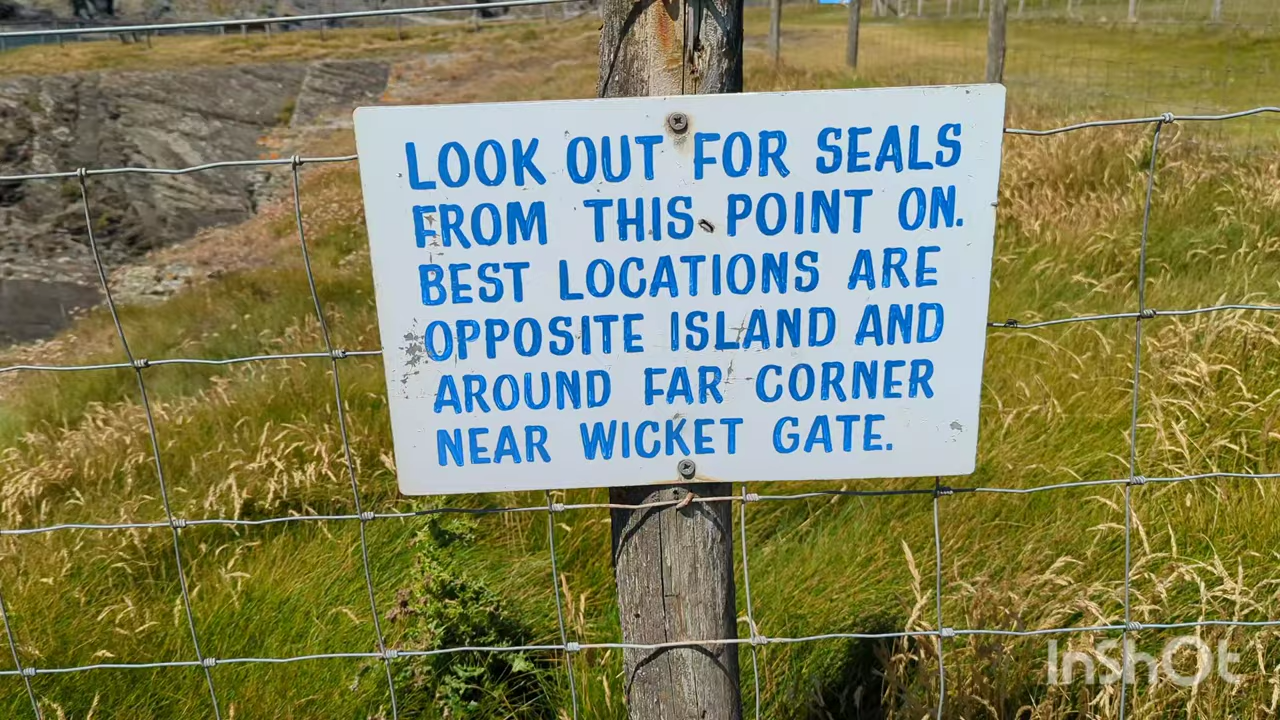 LOOK OUT FOR SEALS
FROM THIS POINT ON.
BEST LOCATIONS ARE
OPPOSITE ISLAND AND
AROUND FAR CORNER
NEAR WICKET GATE.
InShOt